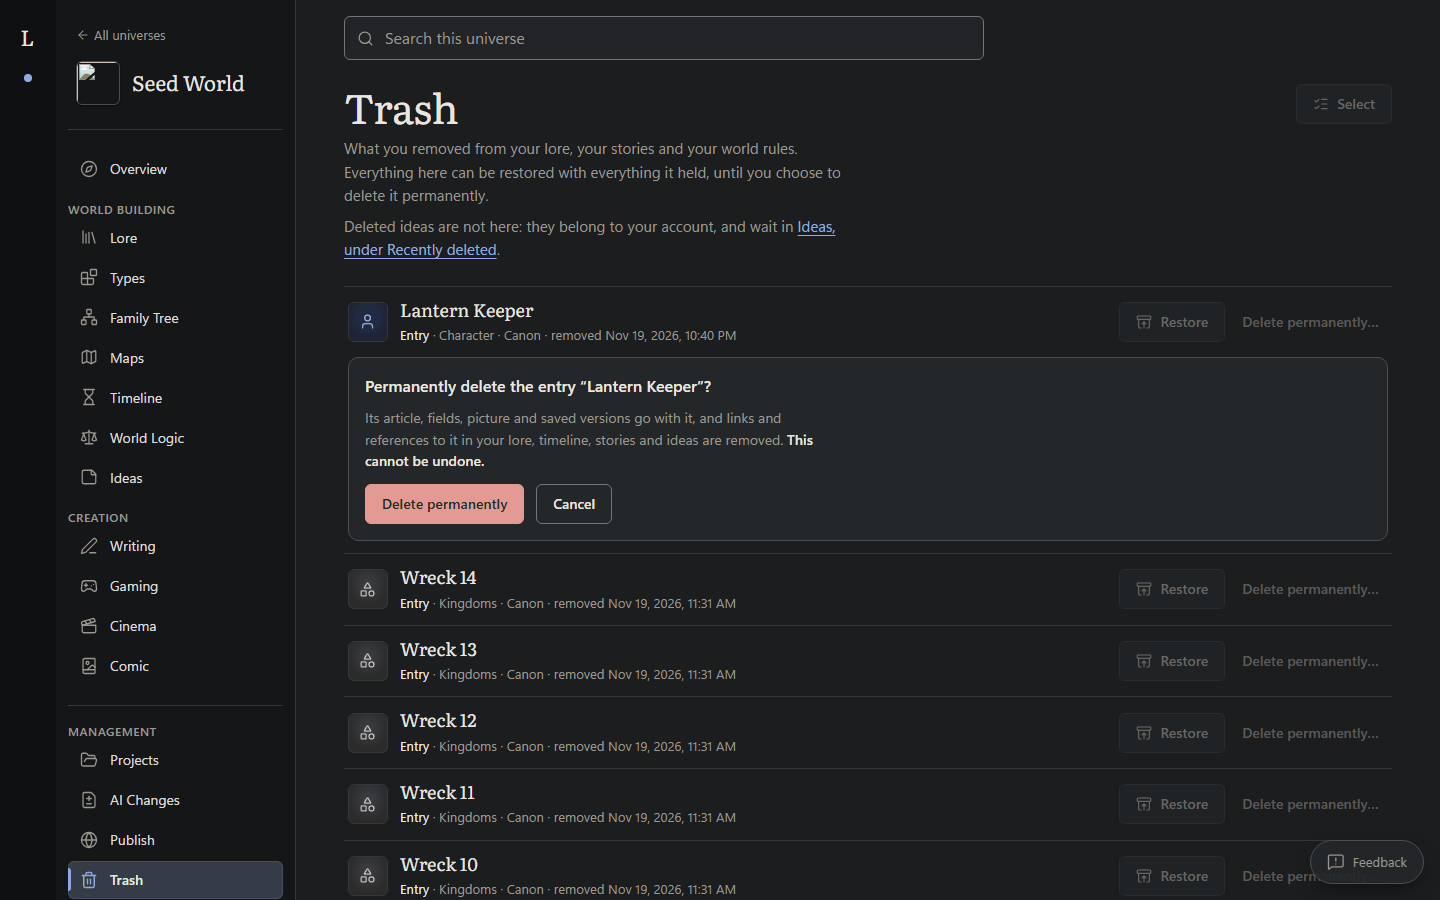 L
All universes
Seed World
Overview
WORLD BUILDING
Lore
Types
Family Tree
Maps
Timeline
World Logic
Ideas
CREATION
Writing
Gaming
Cinema
Comic
MANAGEMENT
Projects
AI Changes
Publish
Trash
Search this universe
Trash
Select
What you removed from your lore, your stories and your world rules.
Everything here can be restored with everything it held, until you choose to
delete it permanently.
Deleted ideas are not here: they belong to your account, and wait in Ideas,
under Recently deleted.
Lantern Keeper
Entry · Character · Canon · removed Nov 19, 2026, 10:40 PM
Restore
Delete permanently...
Permanently delete the entry “Lantern Keeper”?
Its article, fields, picture and saved versions go with it, and links and
references to it in your lore, timeline, stories and ideas are removed. This
cannot be undone.
Delete permanently
Cancel
Wreck 14
Entry · Kingdoms · Canon · removed Nov 19, 2026, 11:31 AM
Restore
Delete permanently...
Wreck 13
Entry · Kingdoms · Canon · removed Nov 19, 2026, 11:31 AM
Restore
Delete permanently...
Wreck 12
Entry · Kingdoms · Canon · removed Nov 19, 2026, 11:31 AM
Restore
Delete permanently...
Wreck 11
Entry · Kingdoms · Canon · removed Nov 19, 2026, 11:31 AM
Restore
Delete permanently...
Wreck 10
Entry · Kingdoms · Canon · removed Nov 19, 2026, 11:31 AM
Restore
Delete
Feedback